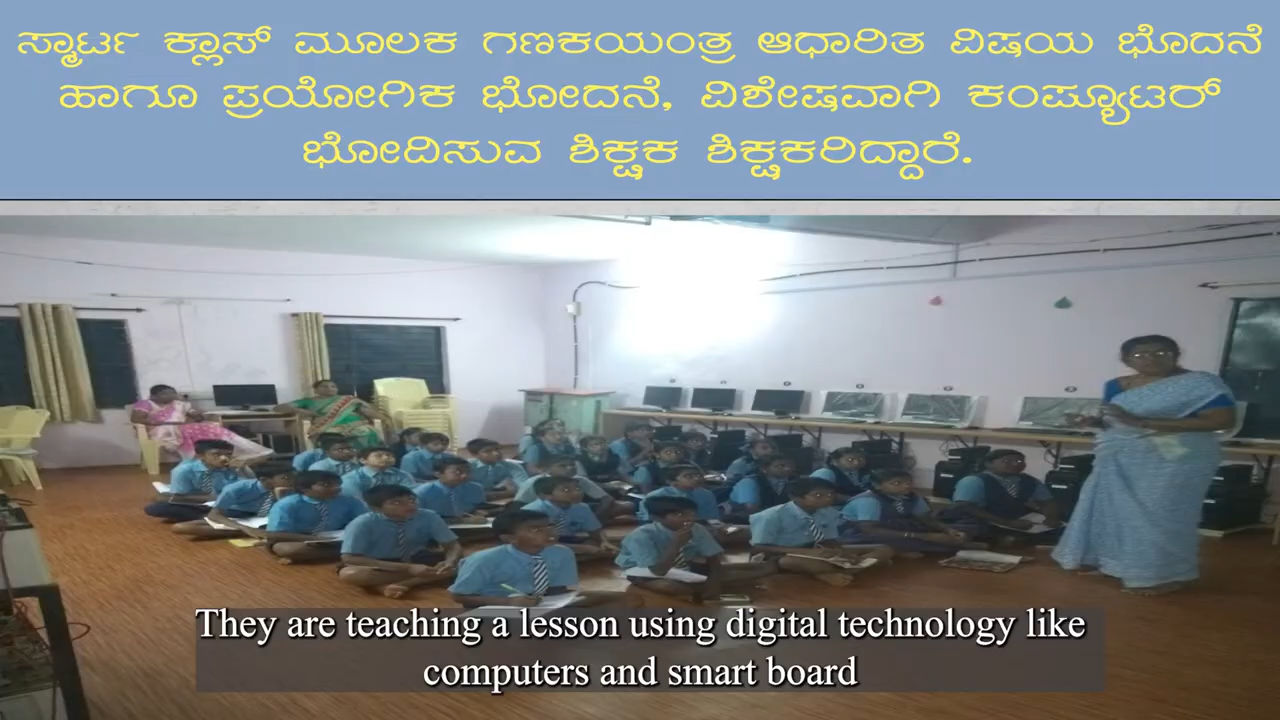 ಸ್ಮಾರ್ಟ ಕ್ಲಾಸ್ ಮೂಲಕ ಗಣಕಯಂತ್ರ ಆಧಾರಿತ ವಿಷಯ ಭೊದನೆ
ಹಾಗೂ ಪ್ರಯೋಗಿಕ ಭೋದನೆ, ವಿಶೇಷವಾಗಿ ಕಂಪ್ಯೂಟರ್
ಭೋದಿಸುವ ಶಿಕ್ಷಕ ಶಿಕ್ಷಕರಿದ್ದಾರೆ.
They are teaching a lesson using digital technology like
computers and smart board